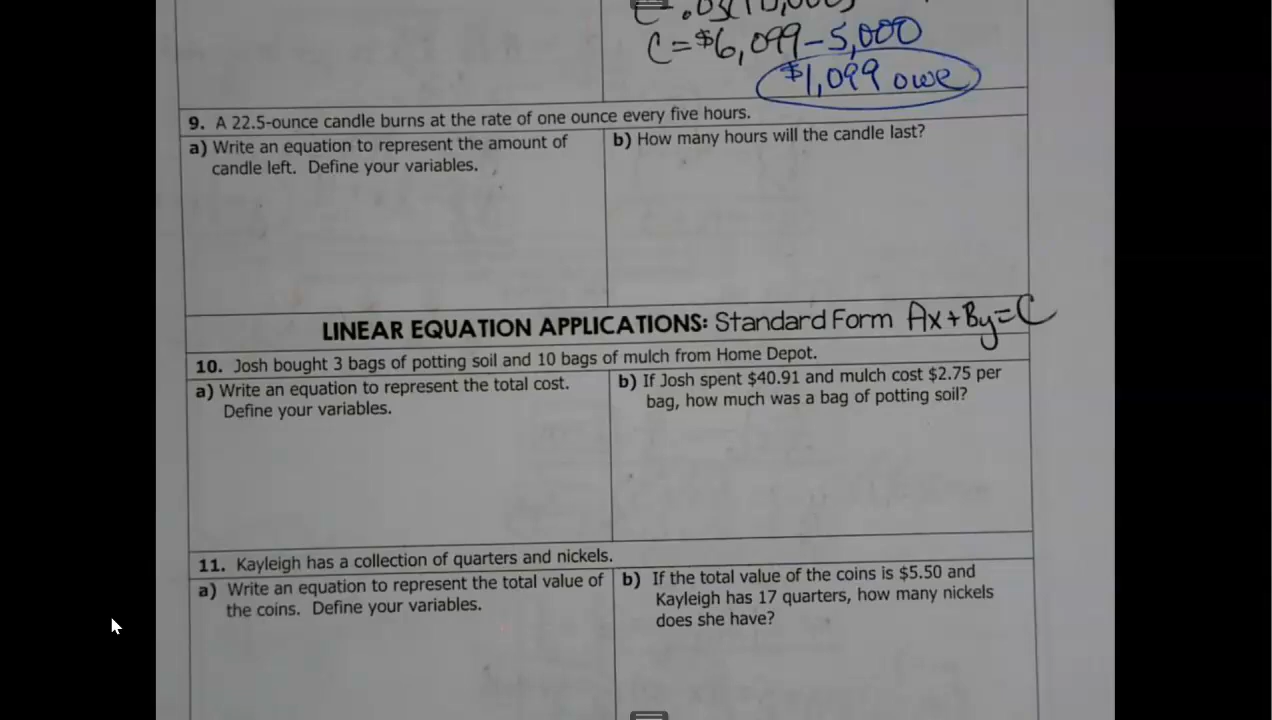 C = $6,099 - 5,000
$1,099 owe
9. A 22.5-ounce candle burns at the rate of one ounce every five hours.
a) Write an equation to represent the amount of
candle left. Define your variables.
b) How many hours will the candle last?
LINEAR EQUATION APPLICATIONS: Standard Form Ax+By=C
10. Josh bought 3 bags of potting soil and 10 bags of mulch from Home Depot.
a) Write an equation to represent the total cost.
Define your variables.
b) If Josh spent $40.91 and mulch cost $2.75 per
bag, how much was a bag of potting soil?
11. Kayleigh has a collection of quarters and nickels.
a) Write an equation to represent the total value of
the coins. Define your variables.
b) If the total value of the coins is $5.50 and
Kayleigh has 17 quarters, how many nickels
does she have?